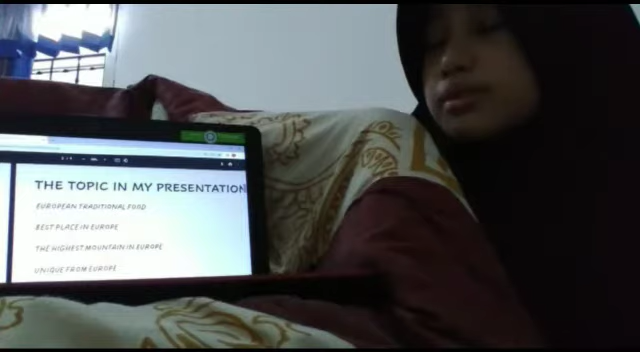 THE TOPIC IN MY PRESENTATION
EUROPEAN TRADITIONAL FOOD
BEST PLACE IN EUROPE
THE HIGHEST MOUNTAIN IN EUROPE
UNIQUE FROM EUROPE